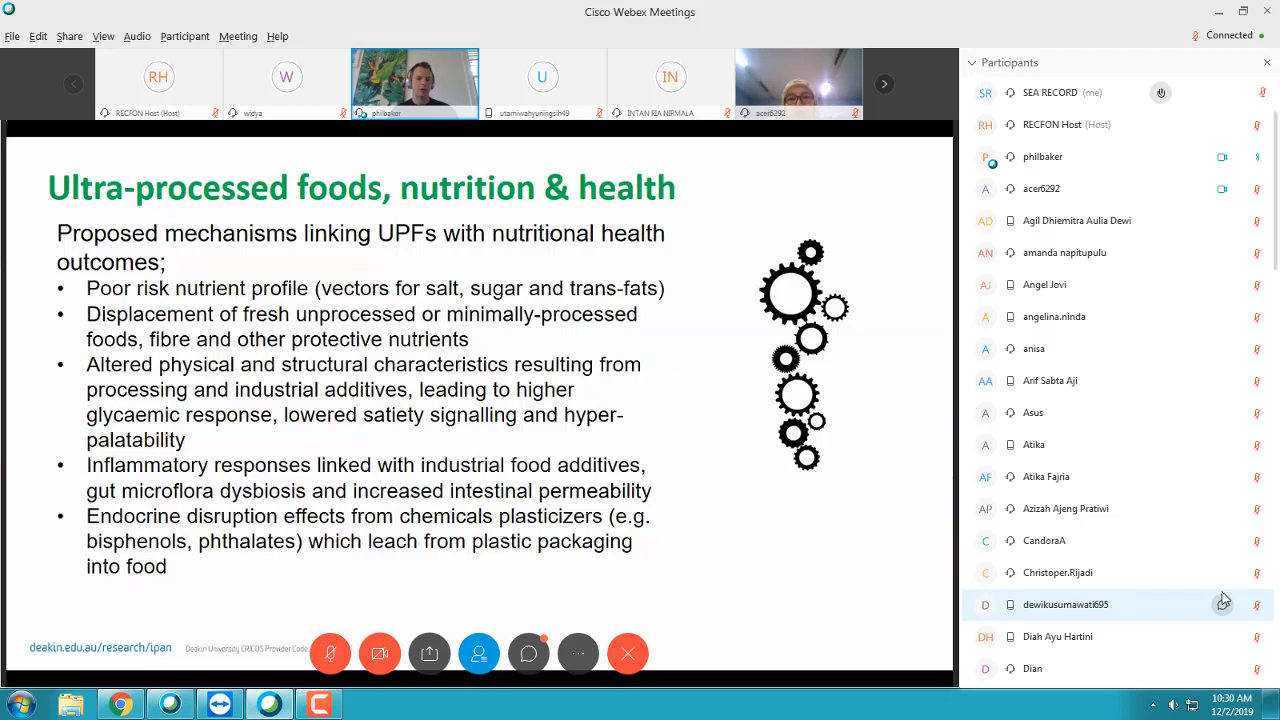 Cisco Webex Meetings
File Edit Share View Audio Participant Meeting Help
Connected
RH
W
U
IN
RECFON Host (Host)
widya
philbaker
utamiwahyuningsih49
INTAN RIA NIRMALA
acer6292
Ultra-processed foods, nutrition & health
Proposed mechanisms linking UPFs with nutritional health
outcomes;
• Poor risk nutrient profile (vectors for salt, sugar and trans-fats)
• Displacement of fresh unprocessed or minimally-processed
foods, fibre and other protective nutrients
• Altered physical and structural characteristics resulting from
processing and industrial additives, leading to higher
glycaemic response, lowered satiety signalling and hyper-
palatability
• Inflammatory responses linked with industrial food additives,
gut microflora dysbiosis and increased intestinal permeability
• Endocrine disruption effects from chemicals plasticizers (e.g.
bisphenols, phthalates) which leach from plastic packaging
into food
deakin.edu.au/research/ipan
Deakin University CRICOS Provider Code
Participants
SR SEA RECORD (me)
RH RECFON Host (Host)
P philbaker
A acer6292
AD Agil Dhiemitra Aulia Dewi
AN amanda napitupulu
AJ Angel Jovi
A angelina.ninda
A anisa
AA Arif Sabta Aji
A Asus
A Atika
AF Atika Fajria
AP Azizah Ajeng Pratiwi
C CandoraA
C Christoper.Rijadi
D dewikusumawati695
DH Diah Ayu Hartini
D Dian
10:30 AM
12/2/2019